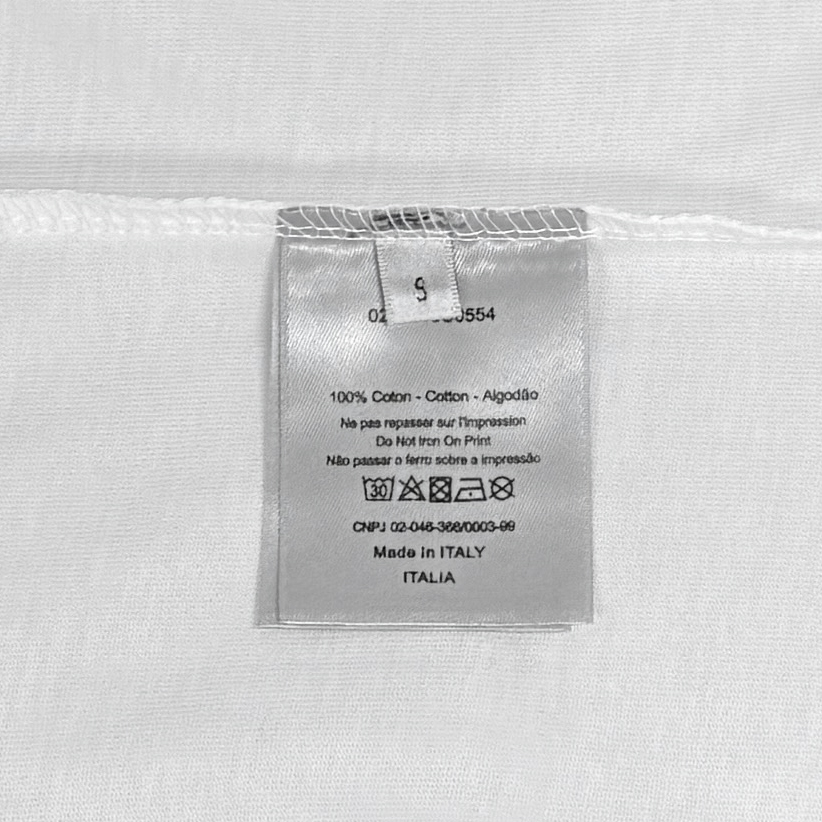 S
100% Coton - Cotton - Algodão
Ne pas repasser sur l'impression
Do Not Iron On Print
Não passar o ferro sobre a impressão
30
CNPJ 02-046-366/0003-99
Made in ITALY
ITALIA